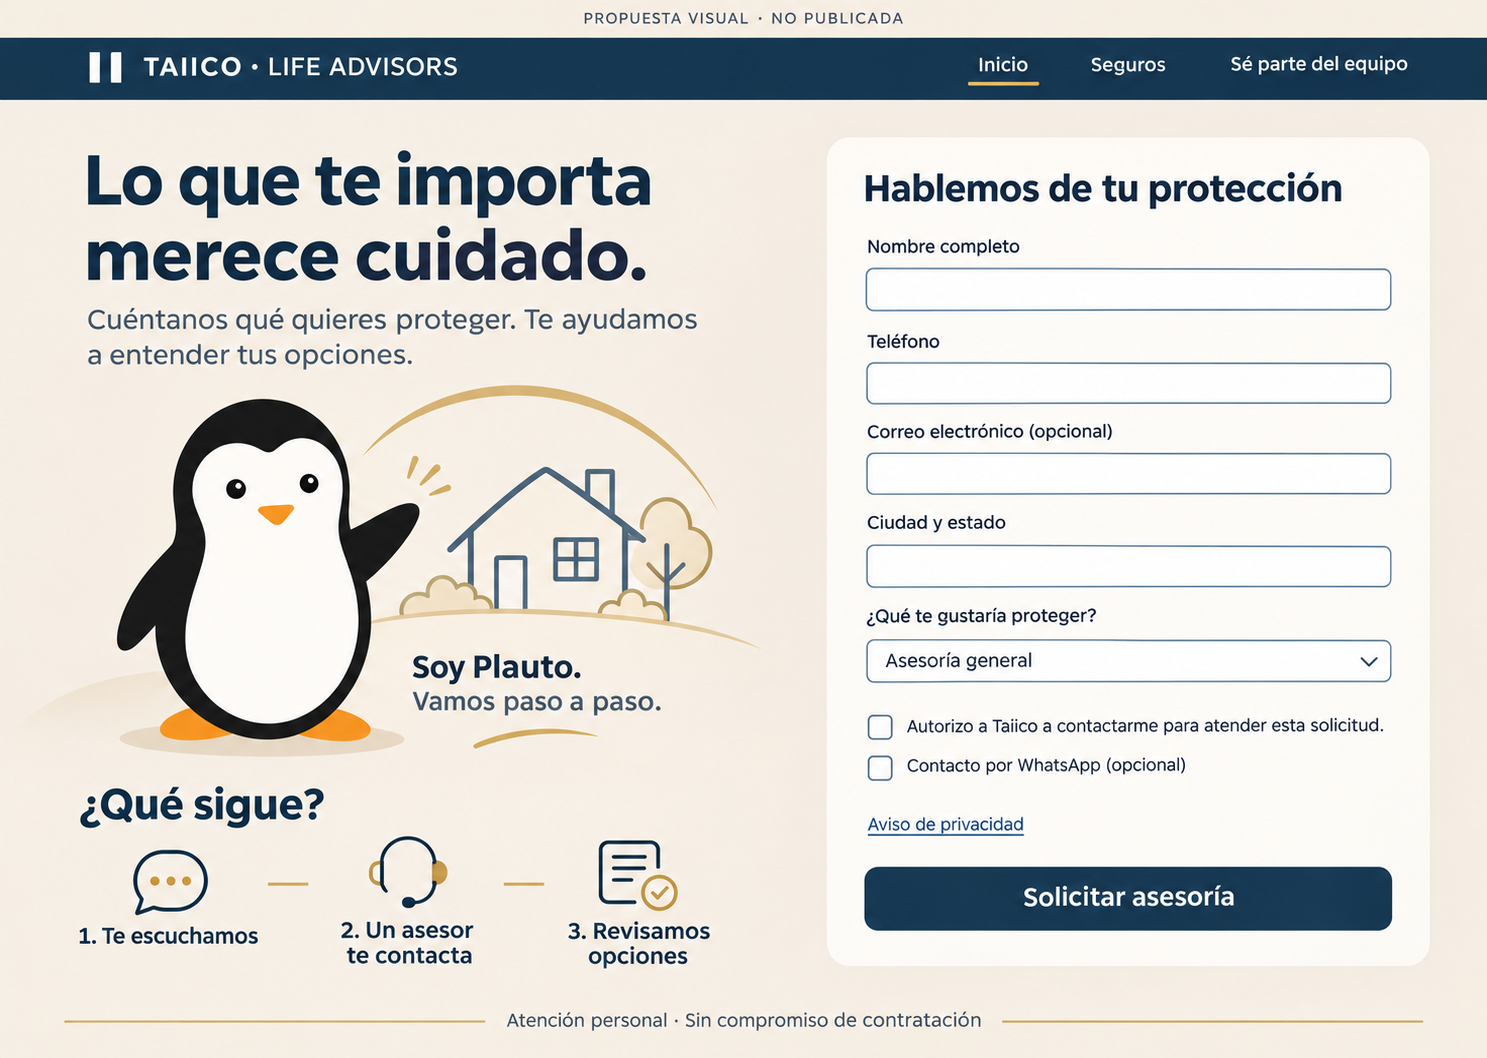 PROPUESTA VISUAL · NO PUBLICADA
TAIICO · LIFE ADVISORS
Inicio
Seguros
Sé parte del equipo
Lo que te importa
merece cuidado.
Cuéntanos qué quieres proteger. Te ayudamos
a entender tus opciones.
Soy Plauto.
Vamos paso a paso.
¿Qué sigue?
1. Te escuchamos
2. Un asesor
te contacta
3. Revisamos
opciones
Hablemos de tu protección
Nombre completo
Teléfono
Correo electrónico (opcional)
Ciudad y estado
¿Qué te gustaría proteger?
Asesoría general
Autorizo a Taiico a contactarme para atender esta solicitud.
Contacto por WhatsApp (opcional)
Aviso de privacidad
Solicitar asesoría
Atención personal · Sin compromiso de contratación